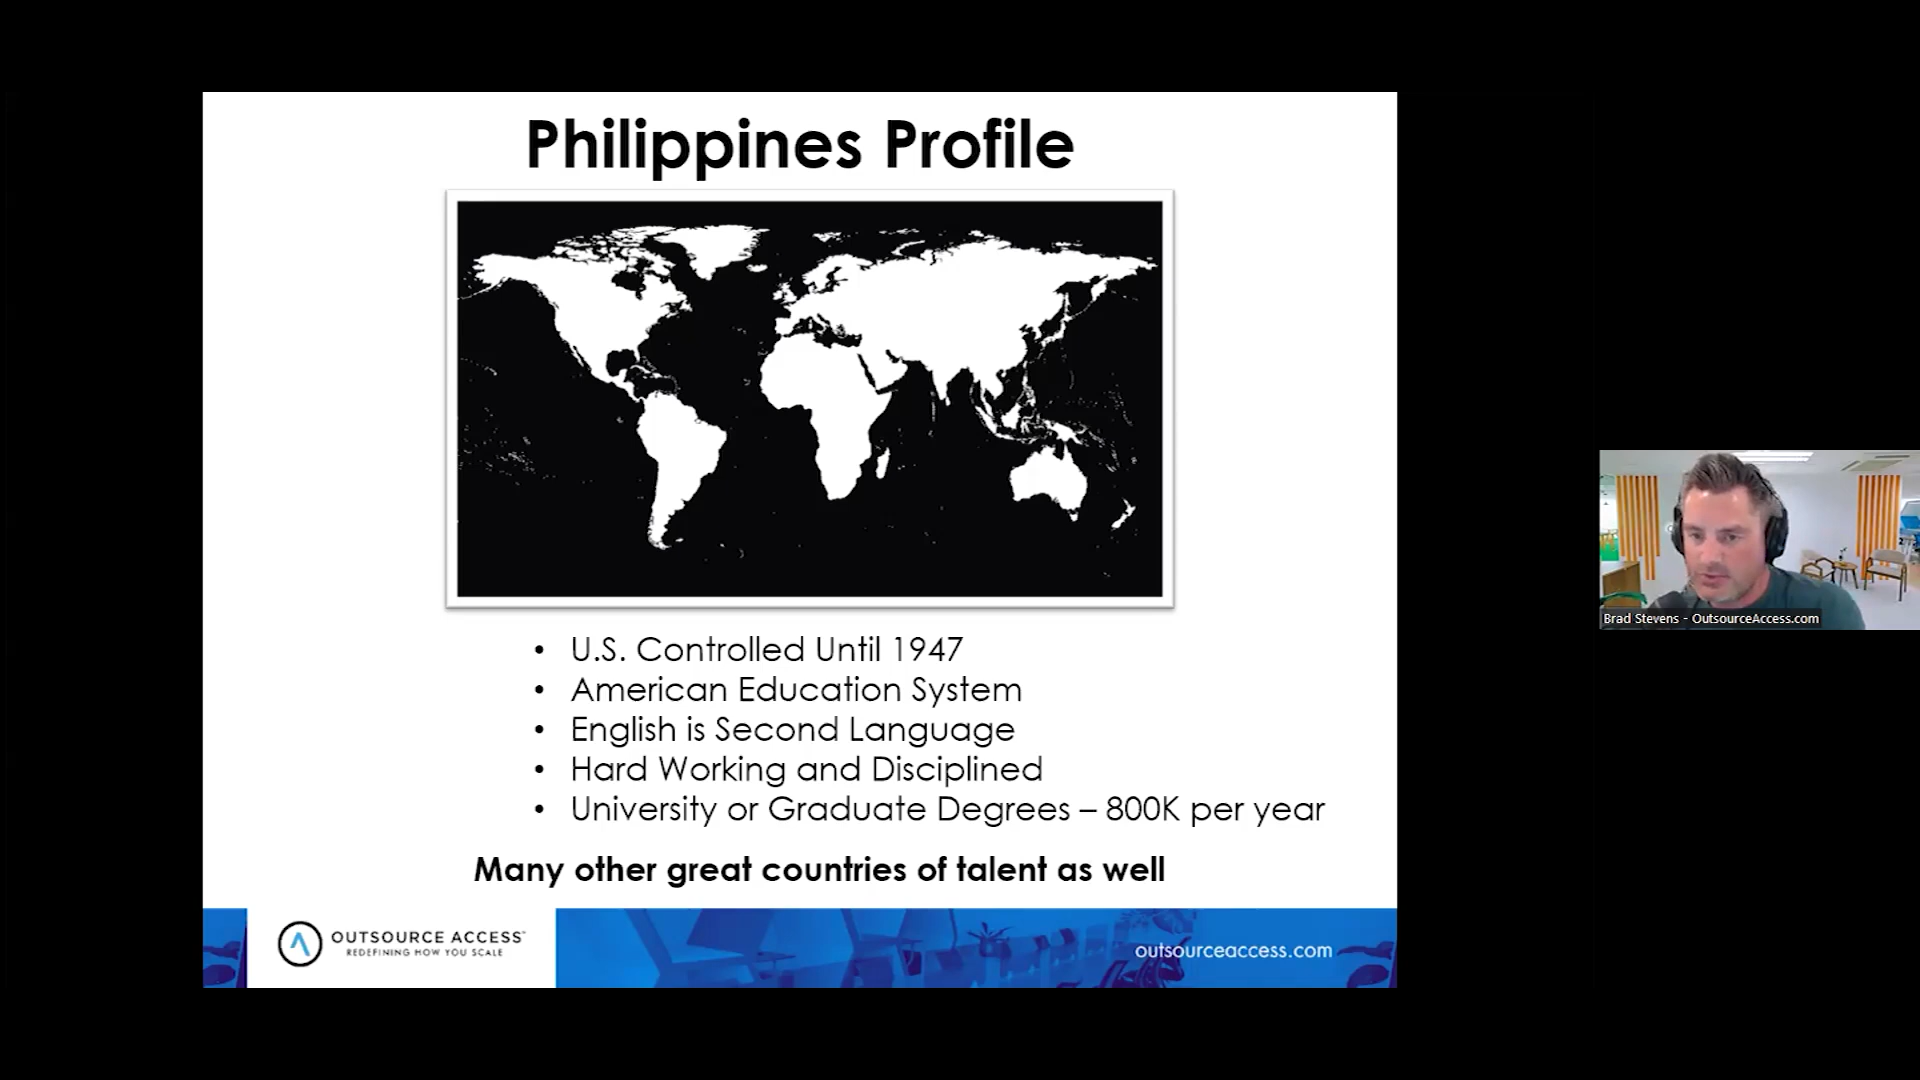 Philippines Profile
• U.S. Controlled Until 1947
• American Education System
• English is Second Language
• Hard Working and Disciplined
• University or Graduate Degrees – 800K per year
Many other great countries of talent as well
OUTSOURCE ACCESS™
REDEFINING HOW YOU SCALE
outsourceaccess.com
Brad Stevens - OutsourceAccess.com